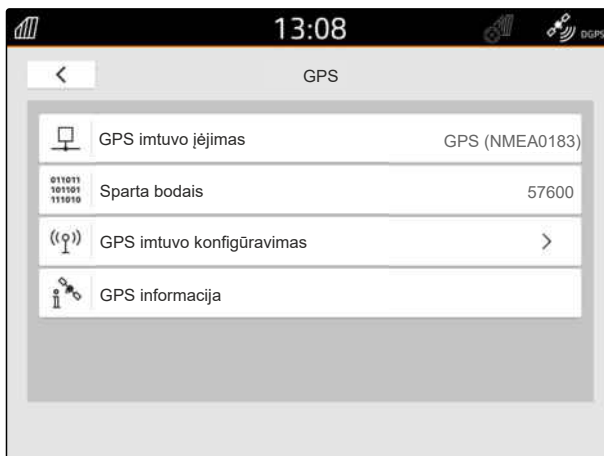 13:08
DGPS
GPS
GPS imtuvo įėjimas GPS (NMEA0183)
011011
101101
111010
Sparta bodais 57600
GPS imtuvo konfigūravimas
GPS informacija